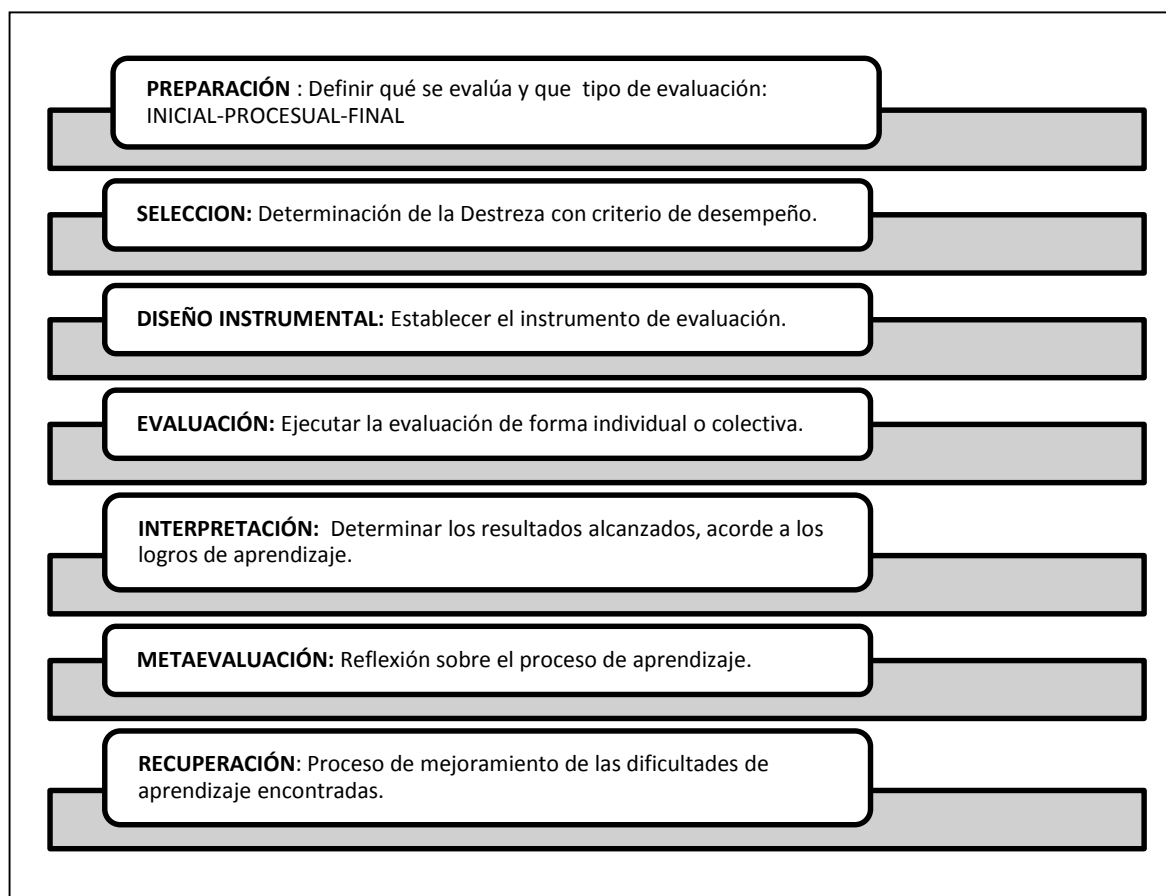 PREPARACIÓN : Definir qué se evalúa y que tipo de evaluación:
INICIAL-PROCESUAL-FINAL
SELECCION: Determinación de la Destreza con criterio de desempeño.
DISEÑO INSTRUMENTAL: Establecer el instrumento de evaluación.
EVALUACIÓN: Ejecutar la evaluación de forma individual o colectiva.
INTERPRETACIÓN: Determinar los resultados alcanzados, acorde a los
logros de aprendizaje.
METAEVALUACIÓN: Reflexión sobre el proceso de aprendizaje.
RECUPERACIÓN: Proceso de mejoramiento de las dificultades de
aprendizaje encontradas.